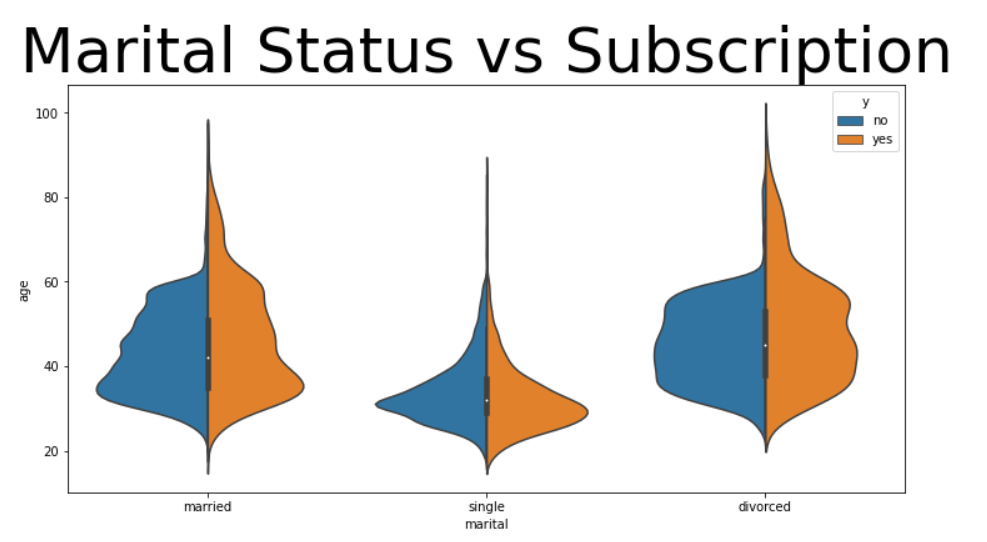 Marital Status vs Subscription
y
no
yes
100
80
60
40
20
age
married single divorced
marital